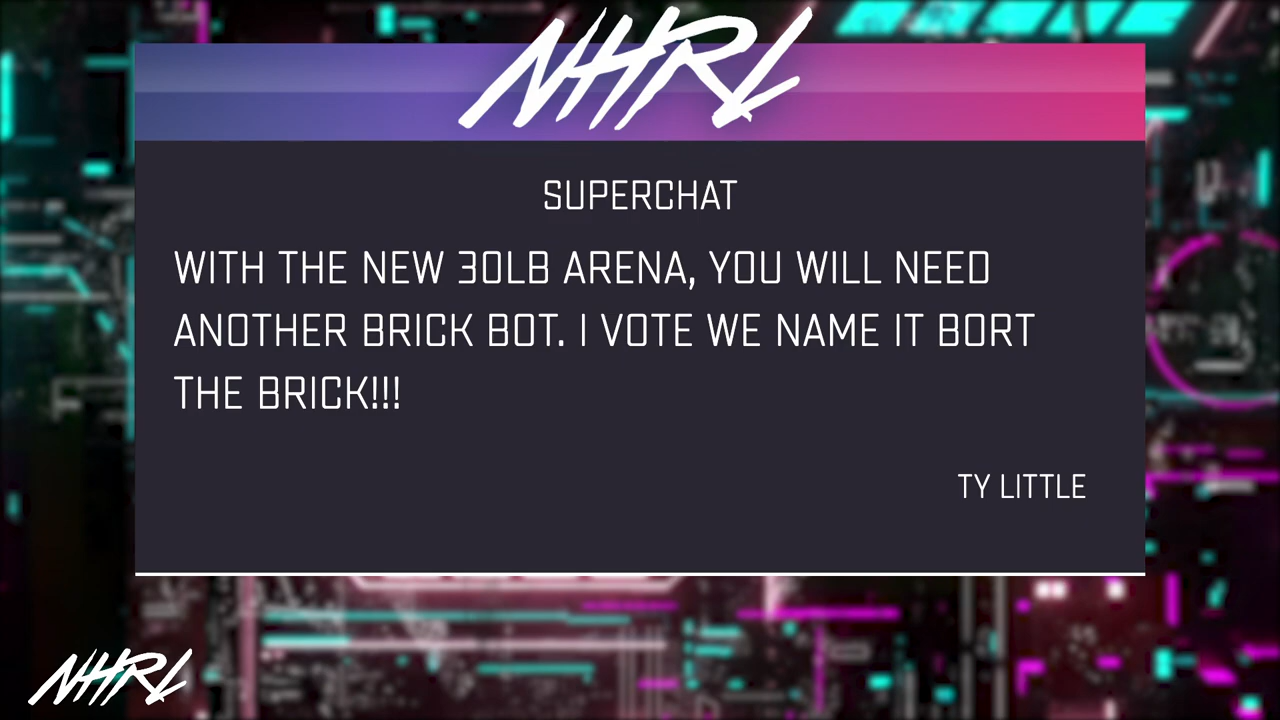 NHRL
SUPERCHAT
WITH THE NEW 30LB ARENA, YOU WILL NEED
ANOTHER BRICK BOT. I VOTE WE NAME IT BORT
THE BRICK!!!
TY LITTLE
NHRL